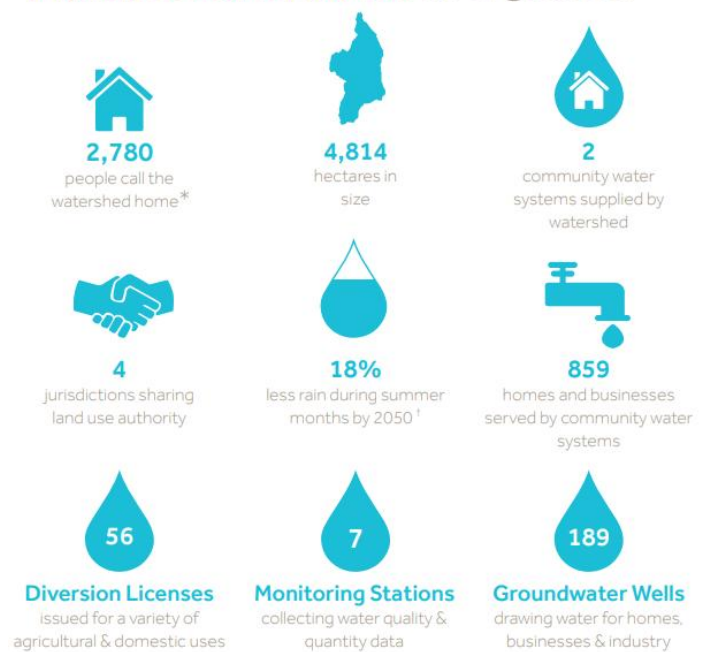 2,780
people call the
watershed home*
4,814
hectares in
size
2
community water
systems supplied by
watershed
4
jurisdictions sharing
land use authority
18%
less rain during summer
months by 2050 †
859
homes and businesses
served by community water
systems
56
Diversion Licenses
issued for a variety of
agricultural & domestic uses
7
Monitoring Stations
collecting water quality &
quantity data
189
Groundwater Wells
drawing water for homes,
businesses & industry